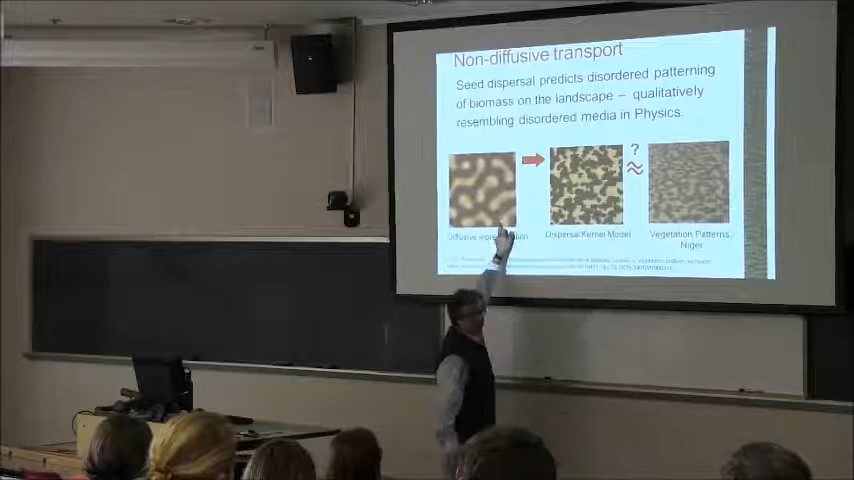 Non-diffusive transport
Seed dispersal predicts disordered patterning
of biomass on the landscape – qualitatively
resembling disordered media in Physics.
?
≈
Diffusive
Dispersal Kernel Model
Vegetation Patterns,
Niger